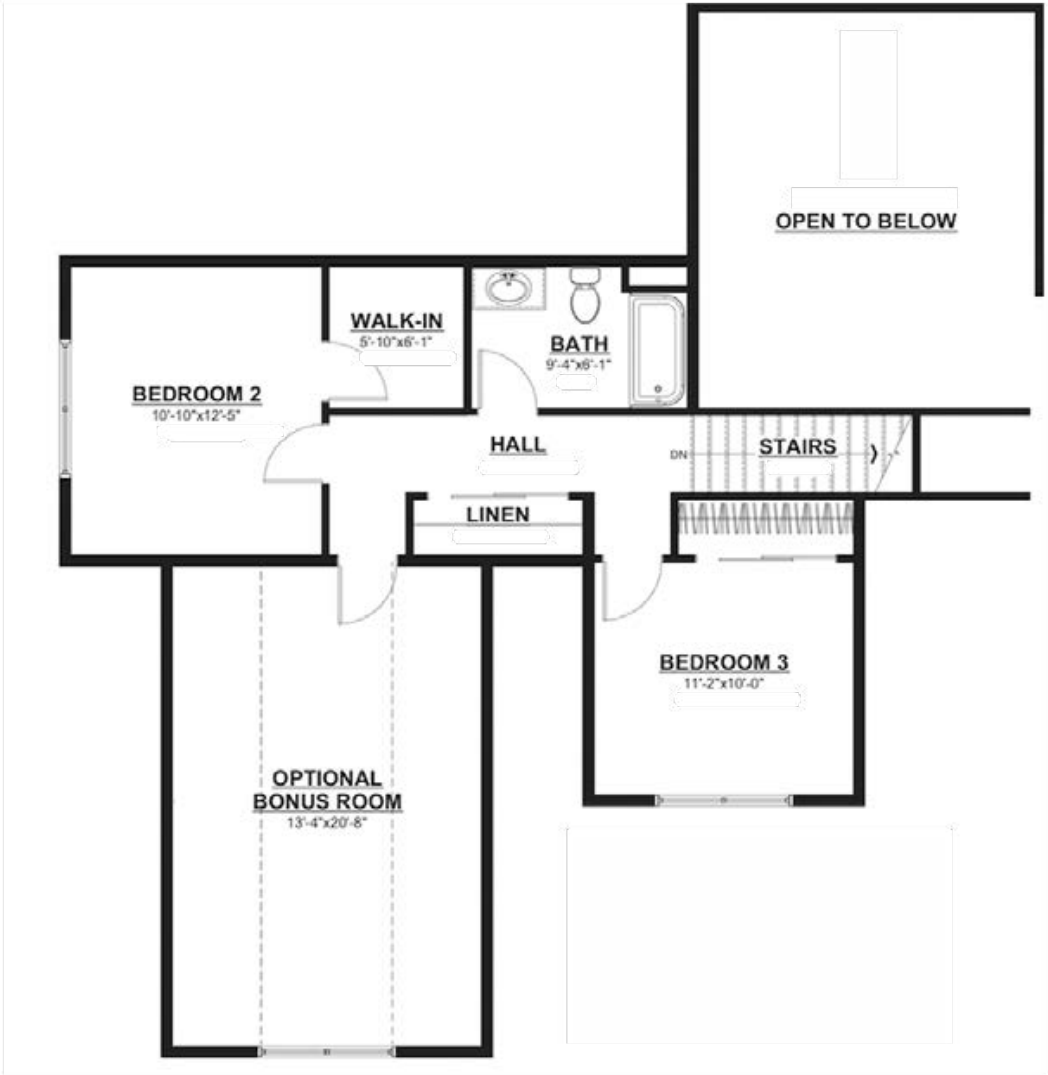 OPEN TO BELOW
WALK-IN
5'-10"x6'-1"
BATH
9'-4"x6'-1"
BEDROOM 2
10'-10"x12'-5"
HALL
DN
STAIRS
LINEN
BEDROOM 3
11'-2"x10'-0"
OPTIONAL
BONUS ROOM
13'-4"x20'-8"